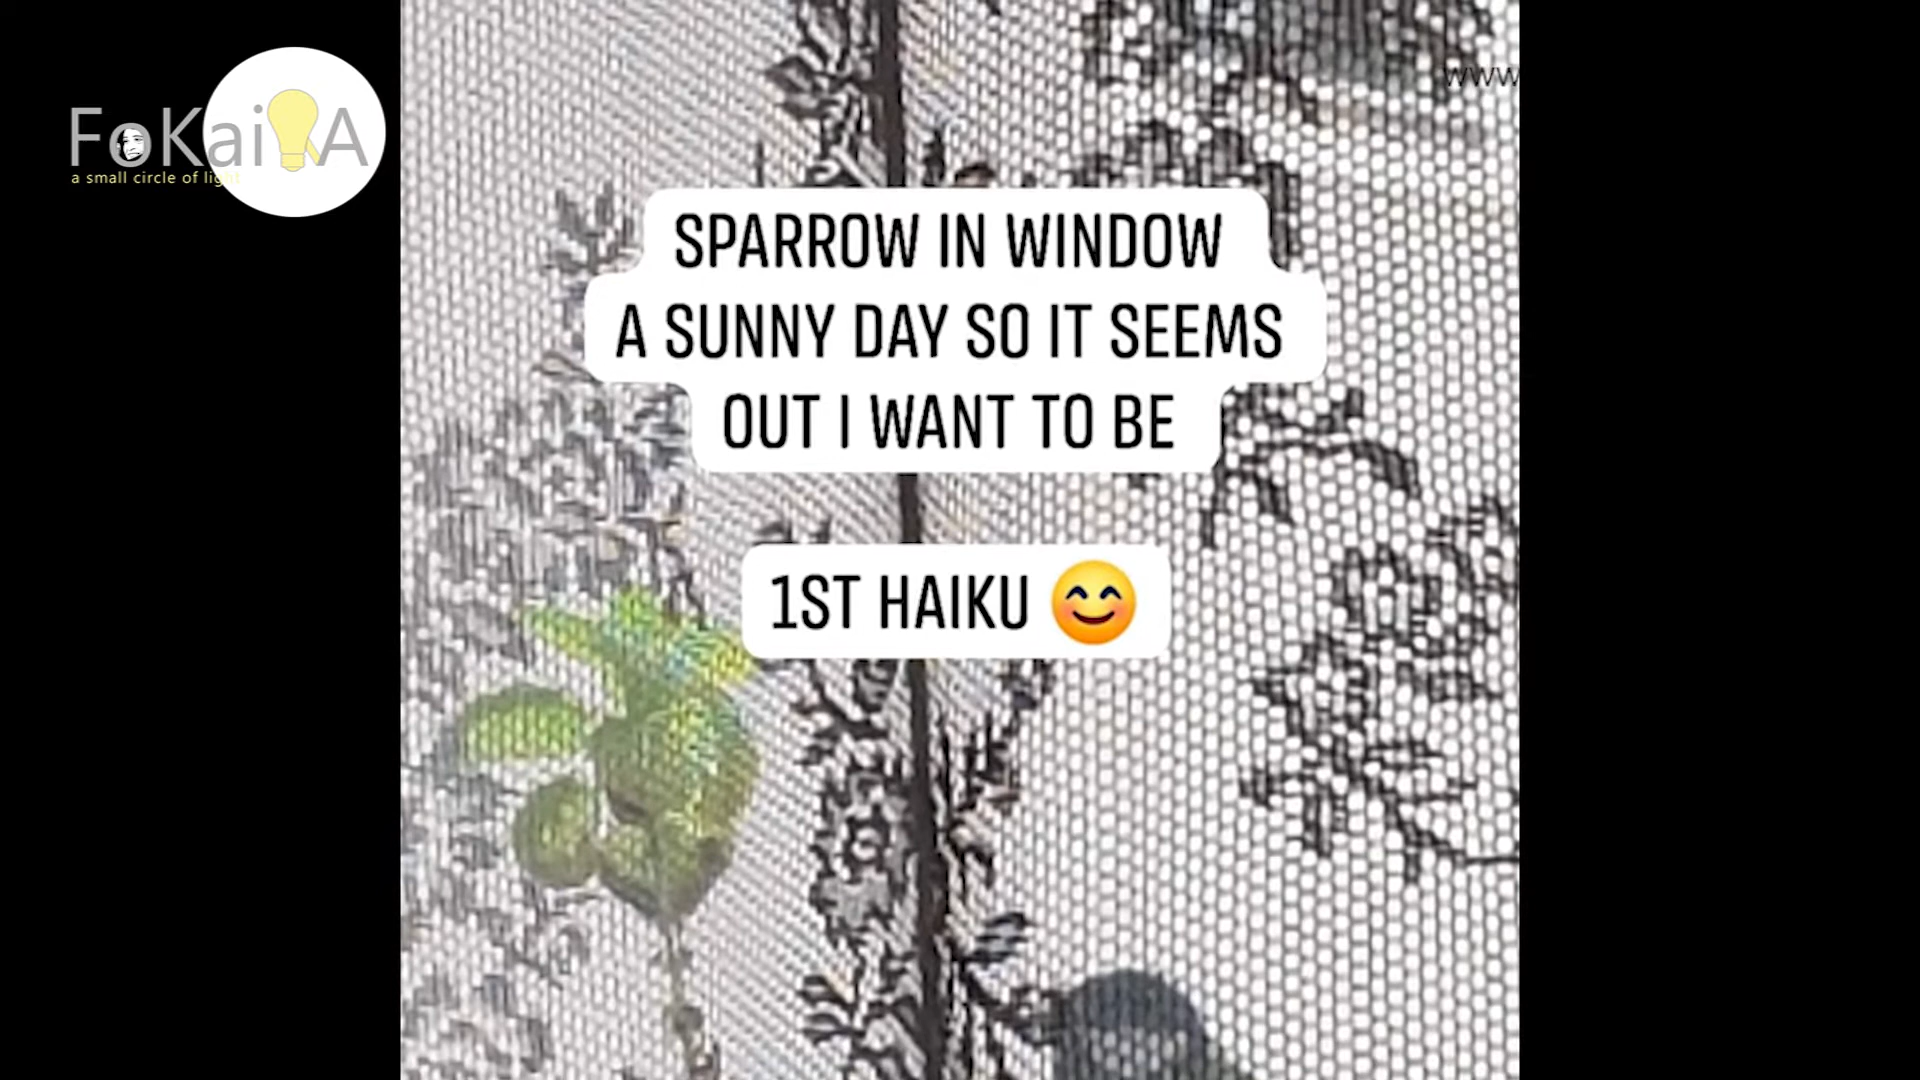 FoKaiA
a small circle of light
www
SPARROW IN WINDOW
A SUNNY DAY SO IT SEEMS
OUT I WANT TO BE
1ST HAIKU 😊